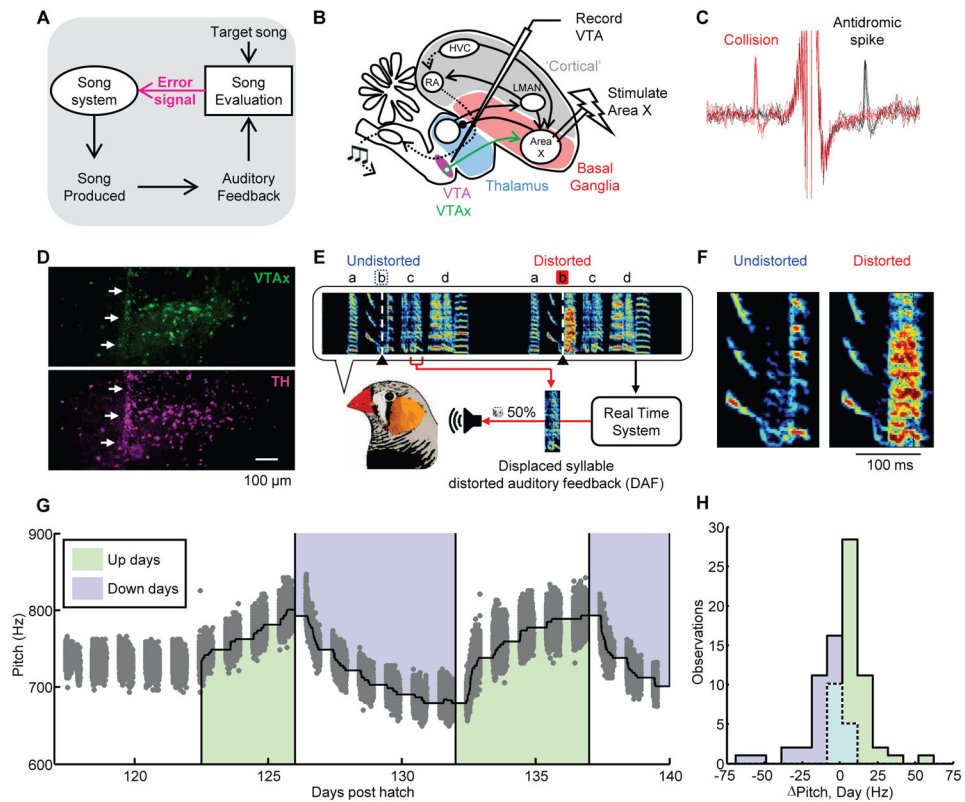 A
Target song
Song system
Error signal
Song Evaluation
Song Produced
Auditory Feedback
B
Record VTA
HVC
RA
'Cortical'
LMAN
Stimulate Area X
Area X
Basal Ganglia
Thalamus
VTA
VTAx
C
Collision
Antidromic spike
D
VTAx
TH
100 µm
E
Undistorted
Distorted
a b c d
a b c d
50%
Real Time System
Displaced syllable
distorted auditory feedback (DAF)
F
Undistorted
Distorted
100 ms
G
900
800
700
600
Pitch (Hz)
Up days
Down days
120 125 130 135 140
Days post hatch
H
30
25
20
15
10
5
0
Observations
-75 -50 -25 0 25 50 75
ΔPitch, Day (Hz)